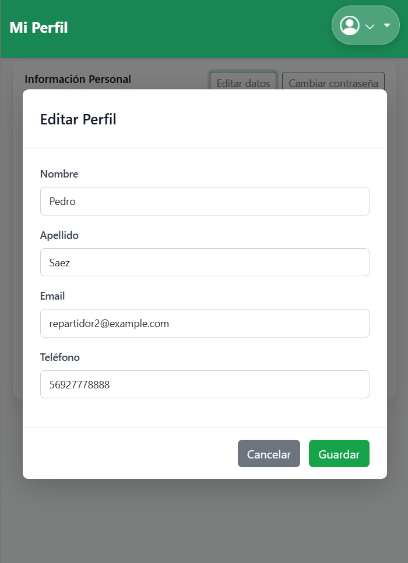 Mi Perfil
Información Personal
Editar datos
Cambiar contraseña
Editar Perfil
Nombre
Pedro
Apellido
Saez
Email
repartidor2@example.com
Teléfono
56927778888
Cancelar
Guardar